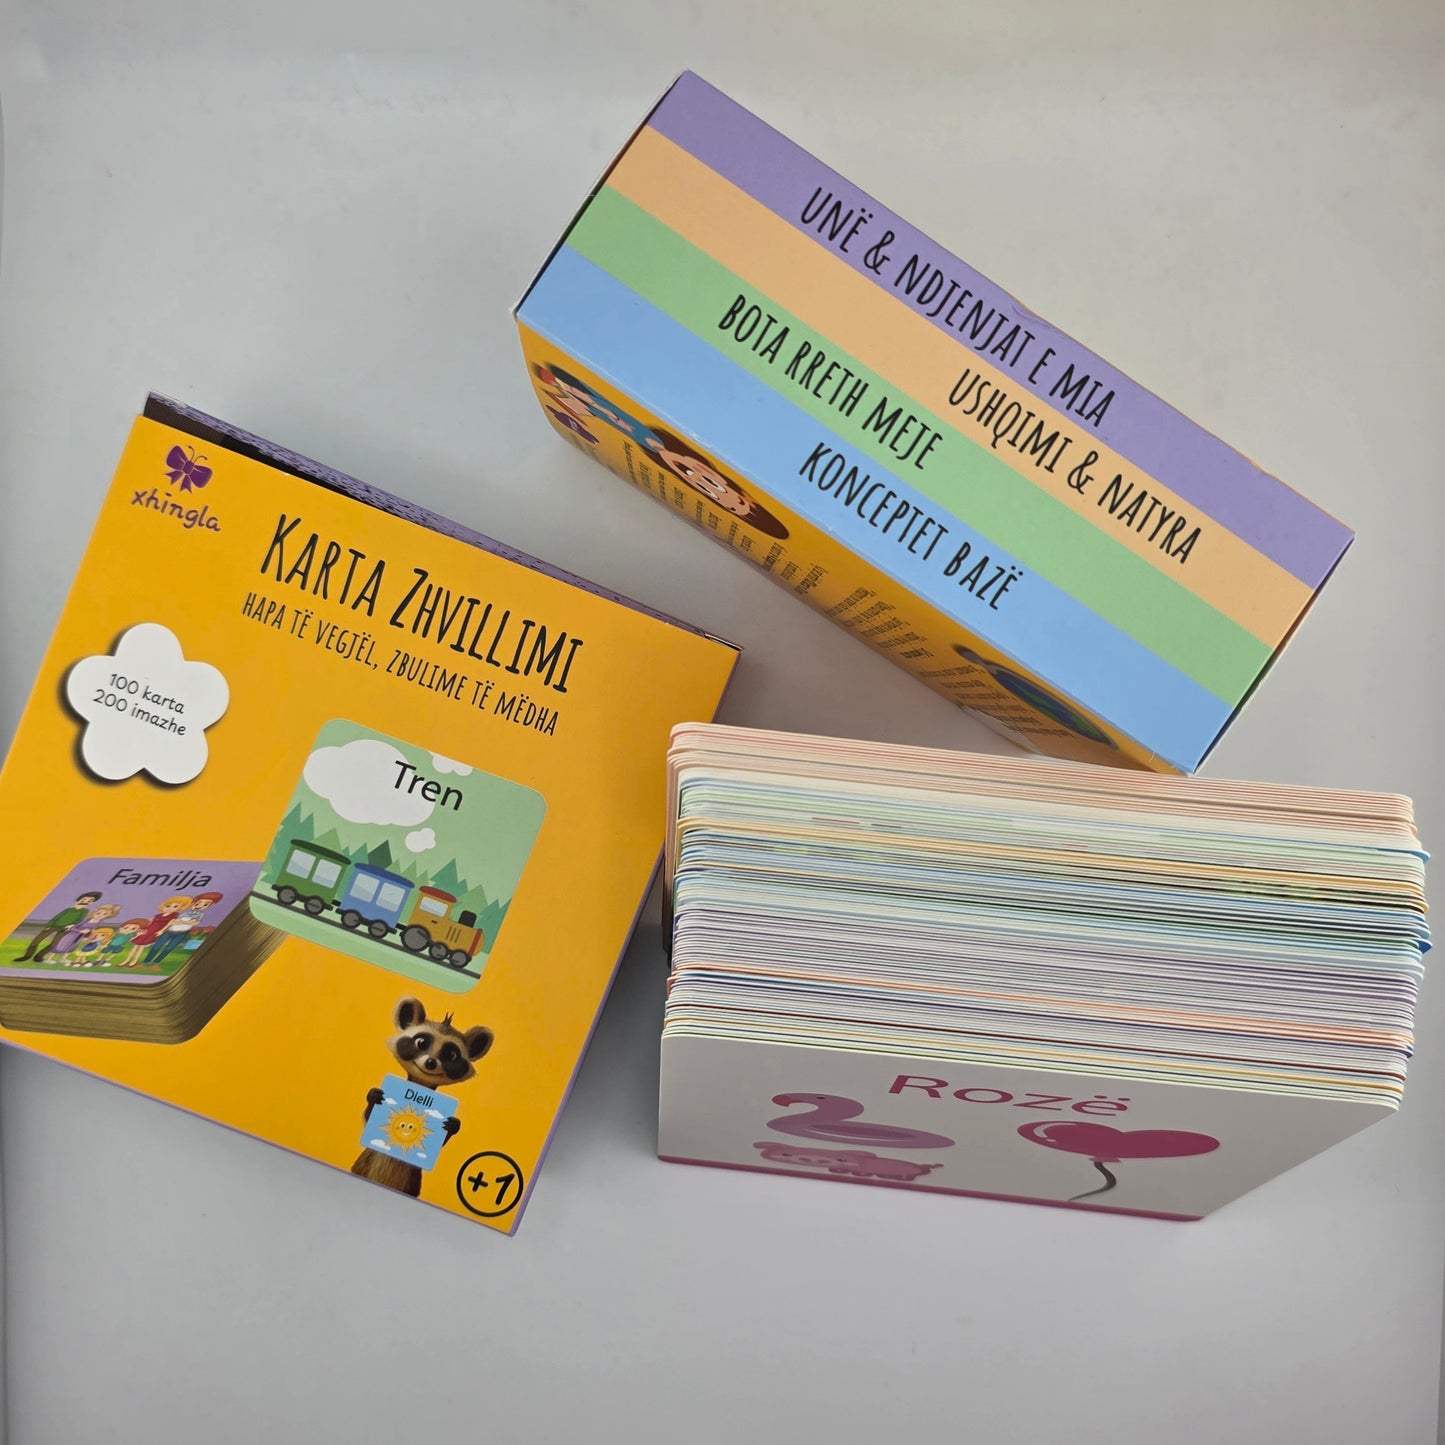 xhingla
KARTA ZHVILLIMI
HAPA TË VEGJËL, ZBULIME TË MËDHA
100 karta
200 imazhe
Tren
Familja
Dielli
+1
UNË & NDJENJAT E MIA
USHQIMI & NATYRA
BOTA RRETH MEJE
KONCEPTET BAZË
Rozë